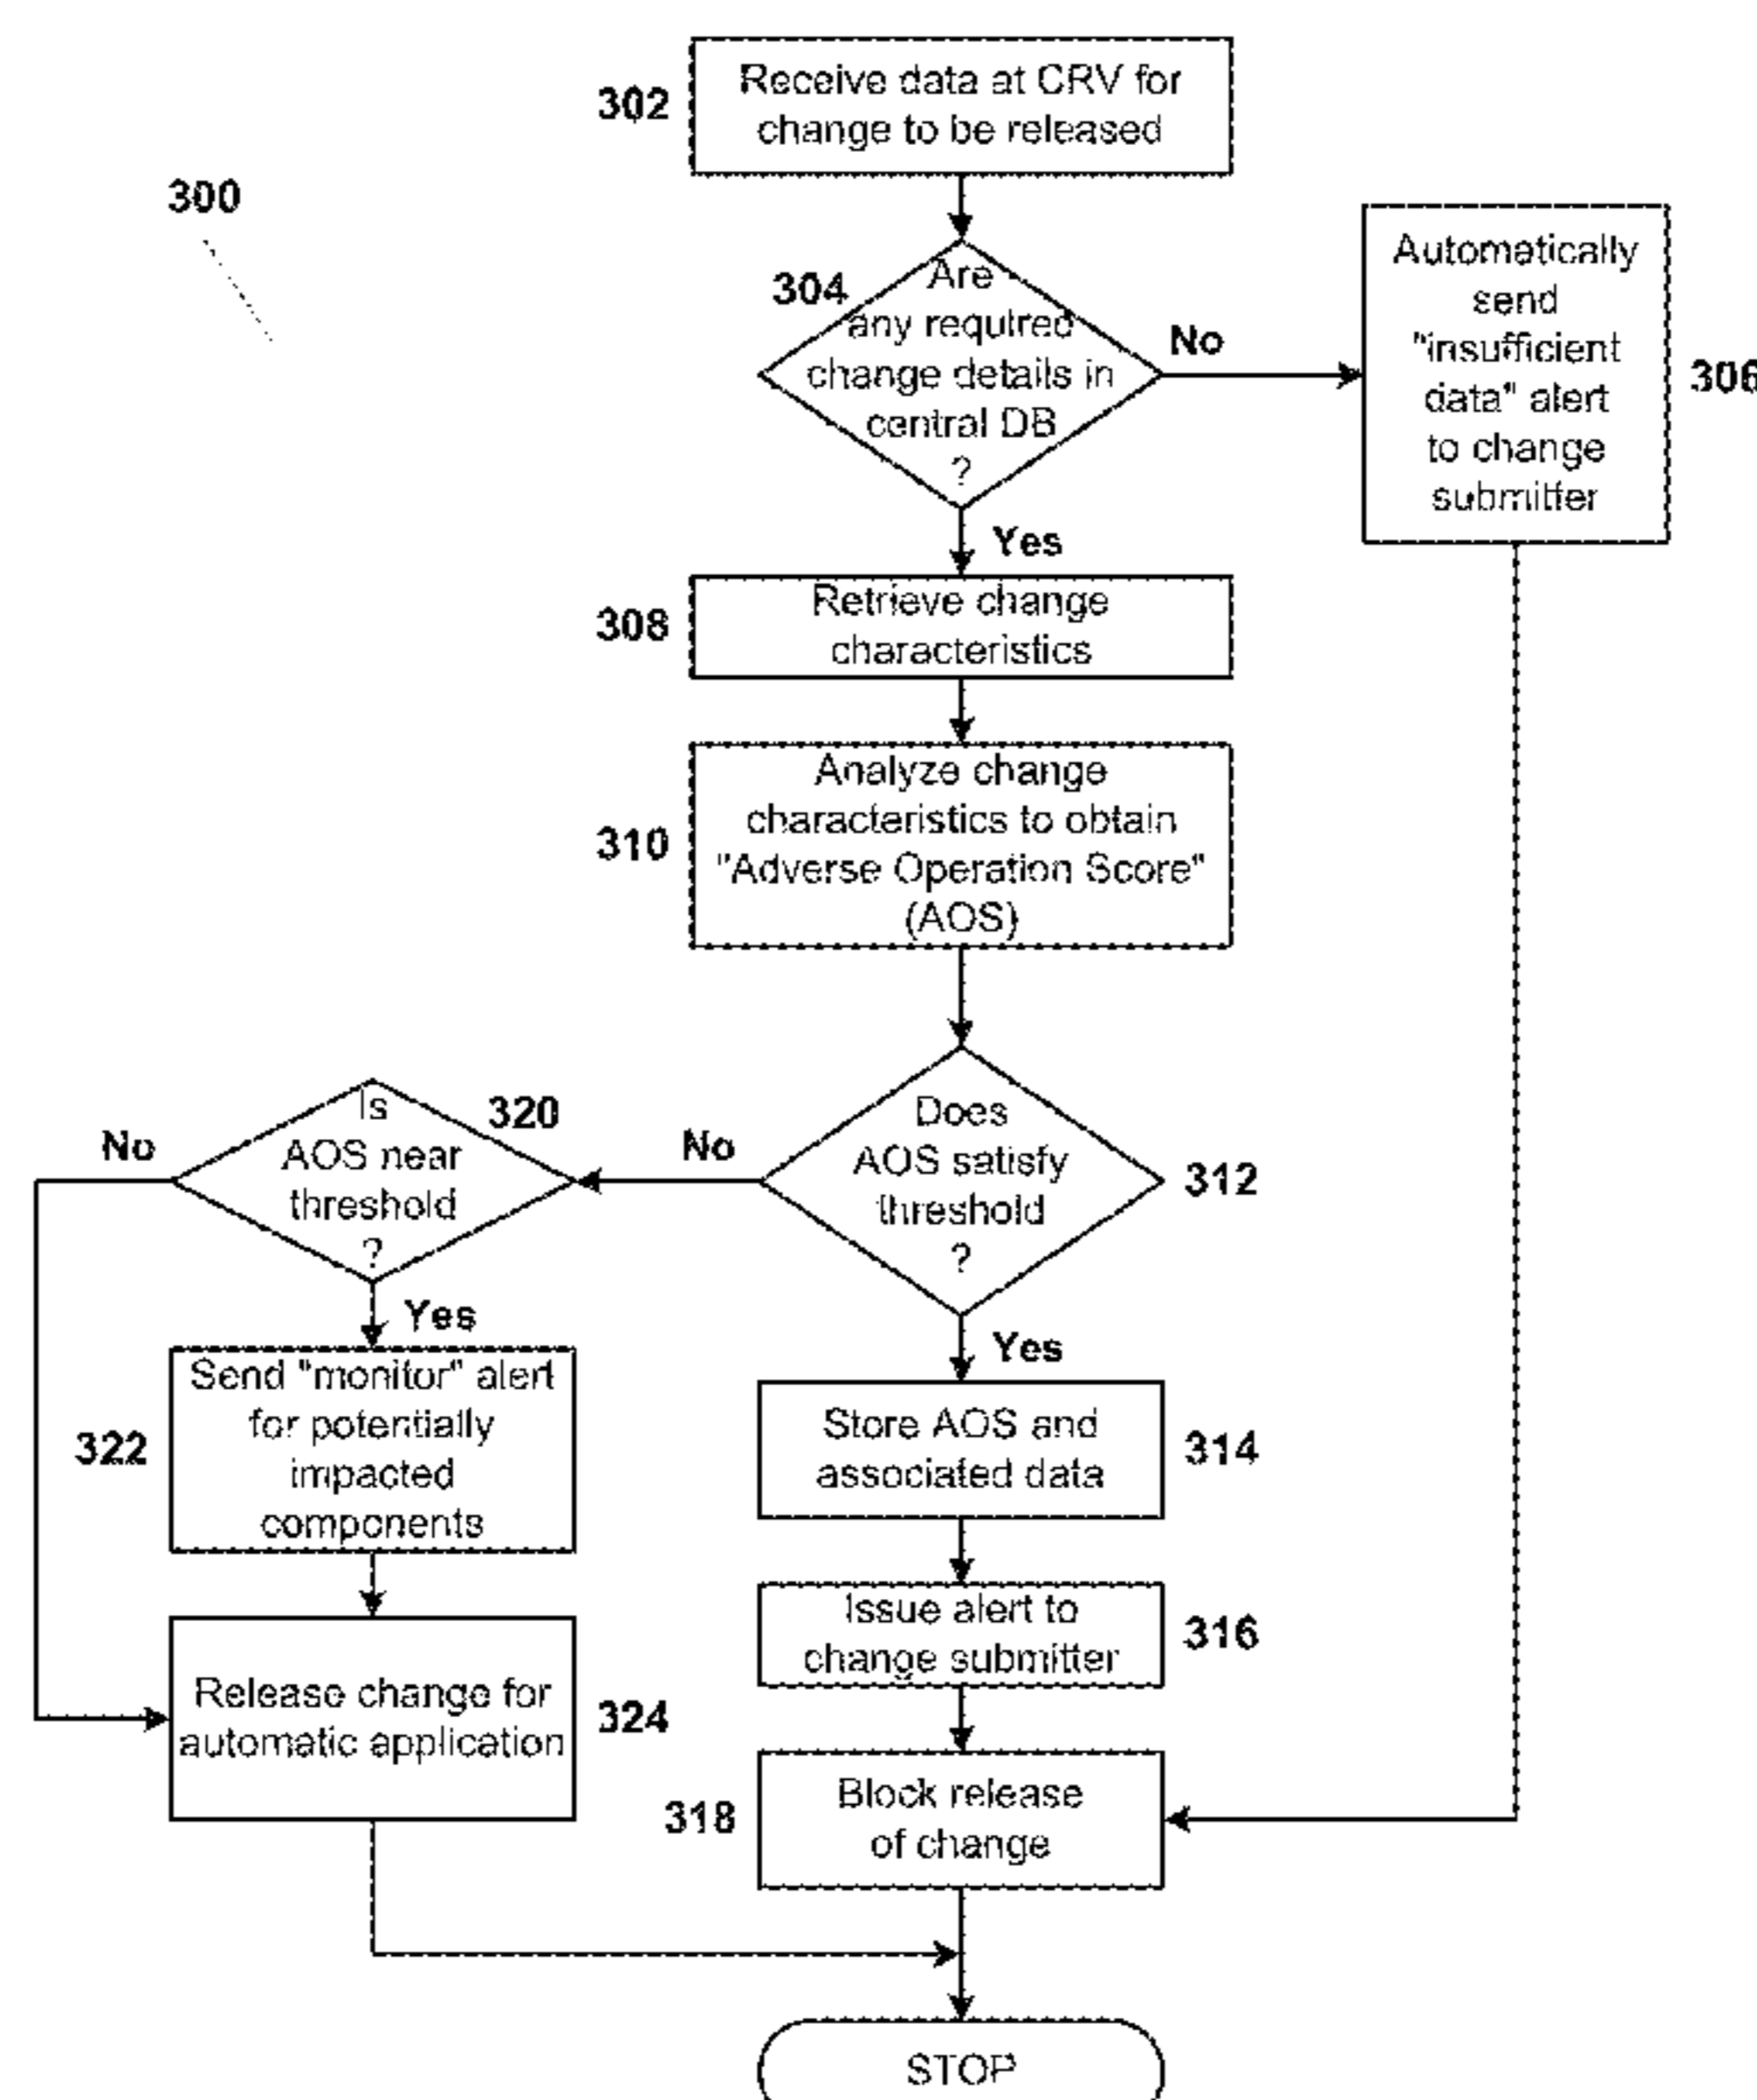 302
Receive data at CRV for
change to be released
300
304
Are
any required
change details in
central DB
?
No
Automatically
send
"insufficient
data" alert
to change
submitter
306
Yes
308
Retrieve change
characteristics
310
Analyze change
characteristics to obtain
"Adverse Operation Score"
(AOS)
No
Is
AOS near
threshold
?
320
No
Does
AOS satisfy
threshold
?
312
Yes
Yes
322
Send "monitor" alert
for potentially
impacted
components
Store AOS and
associated data
314
Issue alert to
change submitter
316
Release change for
automatic application
324
318
Block release
of change
STOP